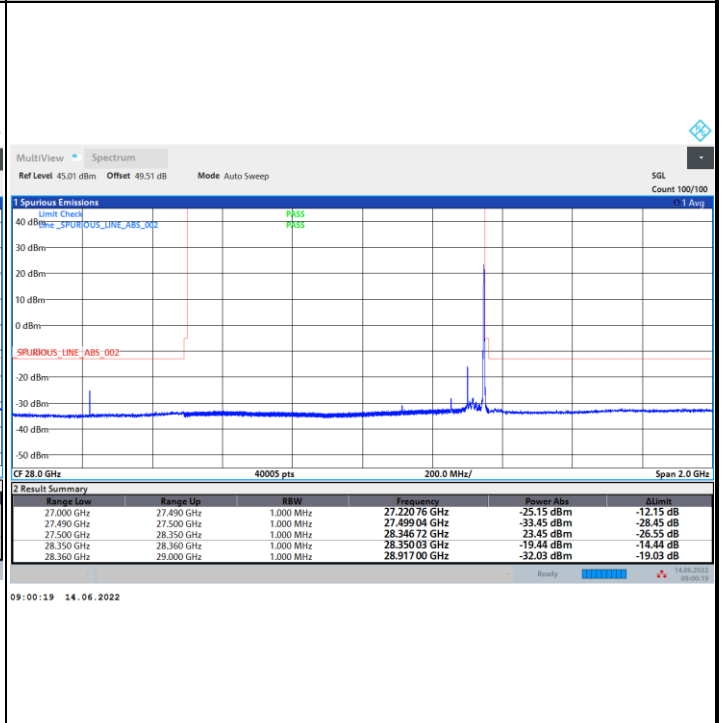 MultiView Spectrum
Ref Level 45.01 dBm Offset 49.51 dB Mode Auto Sweep SGL
Count 100/100
1 Spurious Emissions 1 Avg
Limit Check PASS
40 dBm
Line _SPURIOUS_LINE_ABS_002 PASS
30 dBm
20 dBm
10 dBm
0 dBm
_SPURIOUS_LINE_ABS_002
-20 dBm
-30 dBm
-40 dBm
-50 dBm
CF 28.0 GHz 40005 pts 200.0 MHz/ Span 2.0 GHz
2 Result Summary
Range Low Range Up RBW Frequency Power Abs ΔLimit
27.000 GHz 27.490 GHz 1.000 MHz 27.220 76 GHz -25.15 dBm -12.15 dB
27.490 GHz 27.500 GHz 1.000 MHz 27.499 04 GHz -33.45 dBm -28.45 dB
27.500 GHz 28.350 GHz 1.000 MHz 28.346 72 GHz 23.45 dBm -26.55 dB
28.350 GHz 28.360 GHz 1.000 MHz 28.350 03 GHz -19.44 dBm -14.44 dB
28.360 GHz 29.000 GHz 1.000 MHz 28.917 00 GHz -32.03 dBm -19.03 dB
Ready 14.06.2022
09:00:19
09:00:19 14.06.2022